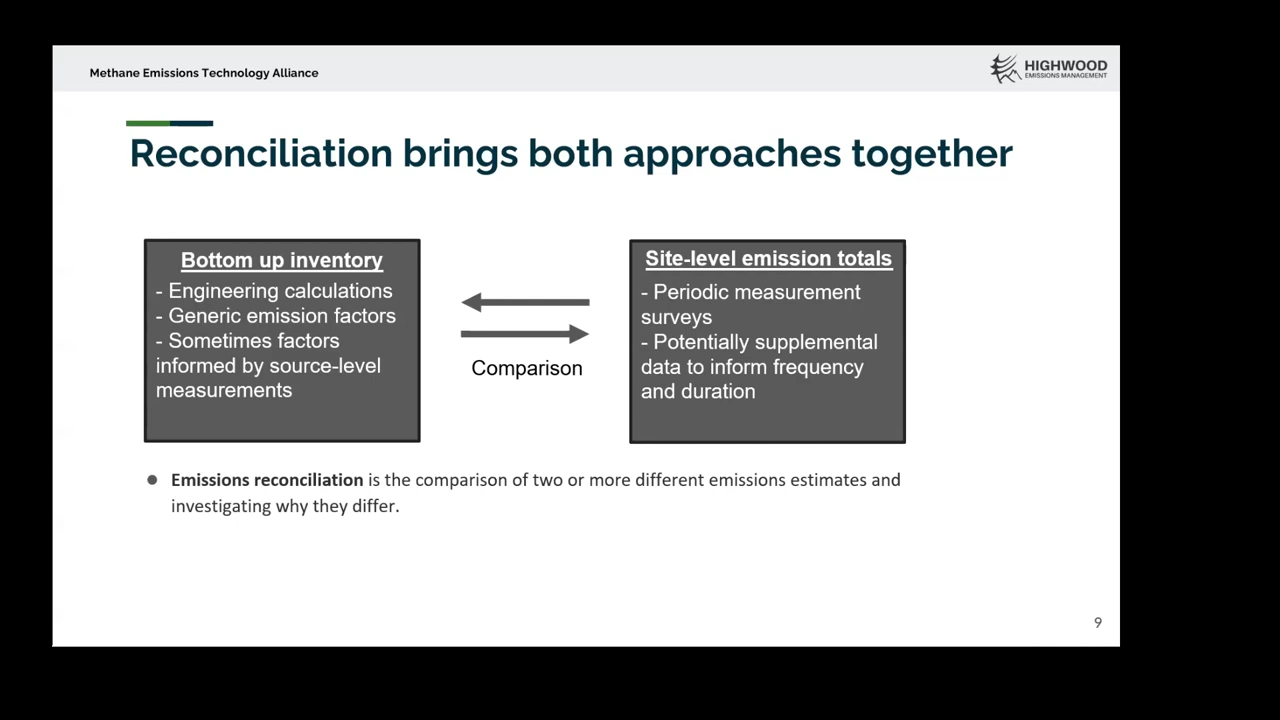 Methane Emissions Technology Alliance
HIGHWOOD
EMISSIONS MANAGEMENT
Reconciliation brings both approaches together
Bottom up inventory
- Engineering calculations
- Generic emission factors
- Sometimes factors
informed by source-level
measurements
Comparison
Site-level emission totals
- Periodic measurement
surveys
- Potentially supplemental
data to inform frequency
and duration
● Emissions reconciliation is the comparison of two or more different emissions estimates and
investigating why they differ.
9